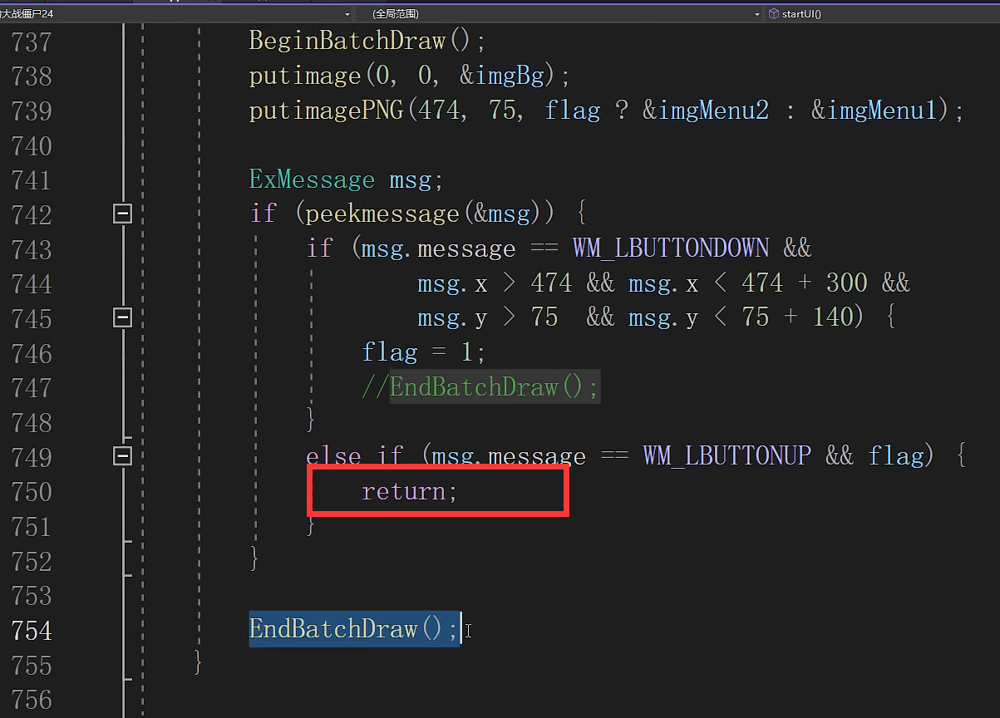 大战僵尸24 (全局范围) startUI()
737 BeginBatchDraw();
738 putimage(0, 0, &imgBg);
739 putimagePNG(474, 75, flag ? &imgMenu2 : &imgMenu1);
740
741 ExMessage msg;
742 if (peekmessage(&msg)) {
743 if (msg.message == WM_LBUTTONDOWN &&
744 msg.x > 474 && msg.x < 474 + 300 &&
745 msg.y > 75 && msg.y < 75 + 140) {
746 flag = 1;
747 //EndBatchDraw();
748 }
749 else if (msg.message == WM_LBUTTONUP && flag) {
750 return;
751 }
752 }
753
754 EndBatchDraw();
755 }
756